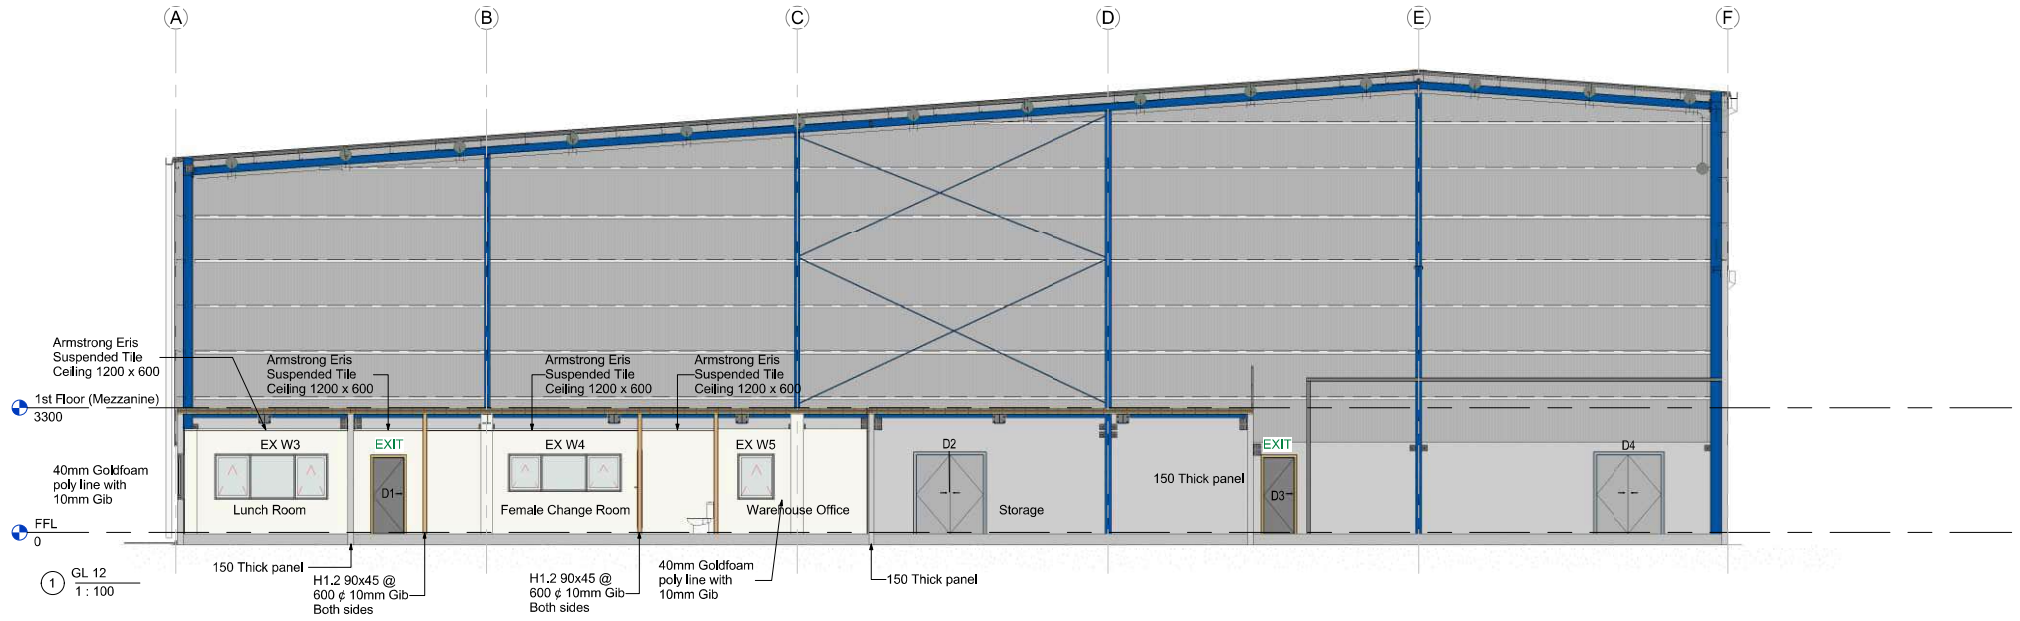 A B C D E F
Armstrong Eris
Suspended Tile
Ceiling 1200 x 600
Armstrong Eris
Suspended Tile
Ceiling 1200 x 600
Armstrong Eris
Suspended Tile
Ceiling 1200 x 600
Armstrong Eris
Suspended Tile
Ceiling 1200 x 600
1st Floor (Mezzanine)
3300
EX W3
EXIT
EX W4
EX W5
D2
EXIT
D4
40mm Goldfoam
poly line with
10mm Gib
D1
150 Thick panel
D3
Lunch Room
Female Change Room
Warehouse Office
Storage
FFL
0
150 Thick panel
H1.2 90x45 @
600 ¢ 10mm Gib
Both sides
H1.2 90x45 @
600 ¢ 10mm Gib
Both sides
40mm Goldfoam
poly line with
10mm Gib
150 Thick panel
1
GL 12
1 : 100